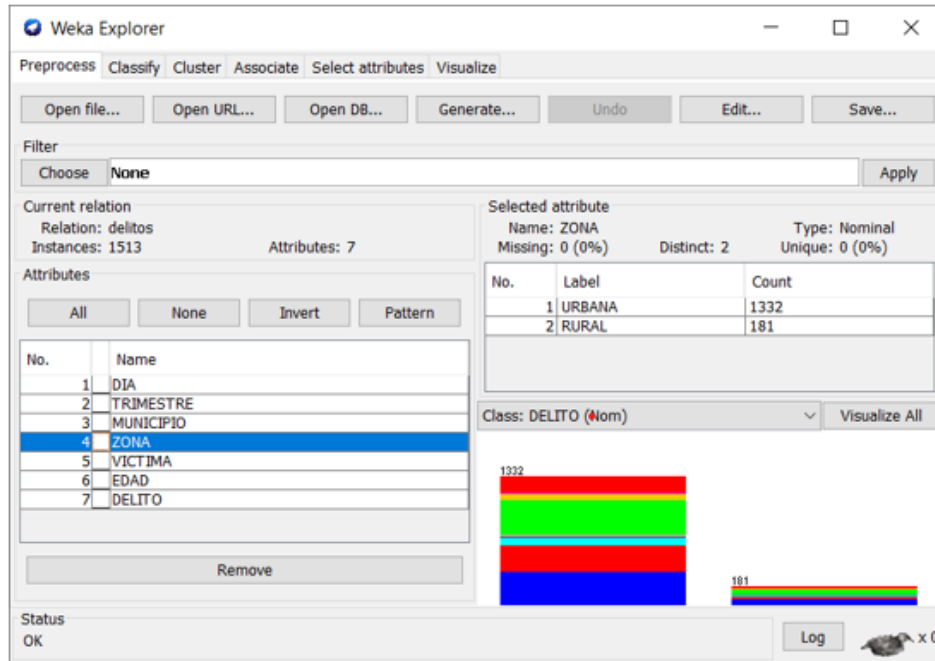 Weka Explorer
Preprocess Classify Cluster Associate Select attributes Visualize
Open file... Open URL... Open DB... Generate... Undo Edit... Save...
Filter
Choose None Apply
Current relation
Relation: delitos
Instances: 1513 Attributes: 7
Attributes
All None Invert Pattern
No. Name
1 DIA
2 TRIMESTRE
3 MUNICIPIO
4 ZONA
5 VICTIMA
6 EDAD
7 DELITO
Remove
Selected attribute
Name: ZONA Type: Nominal
Missing: 0 (0%) Distinct: 2 Unique: 0 (0%)
No. Label Count
1 URBANA 1332
2 RURAL 181
Class: DELITO (Nom) Visualize All
1332
181
Status
OK
Log x 0